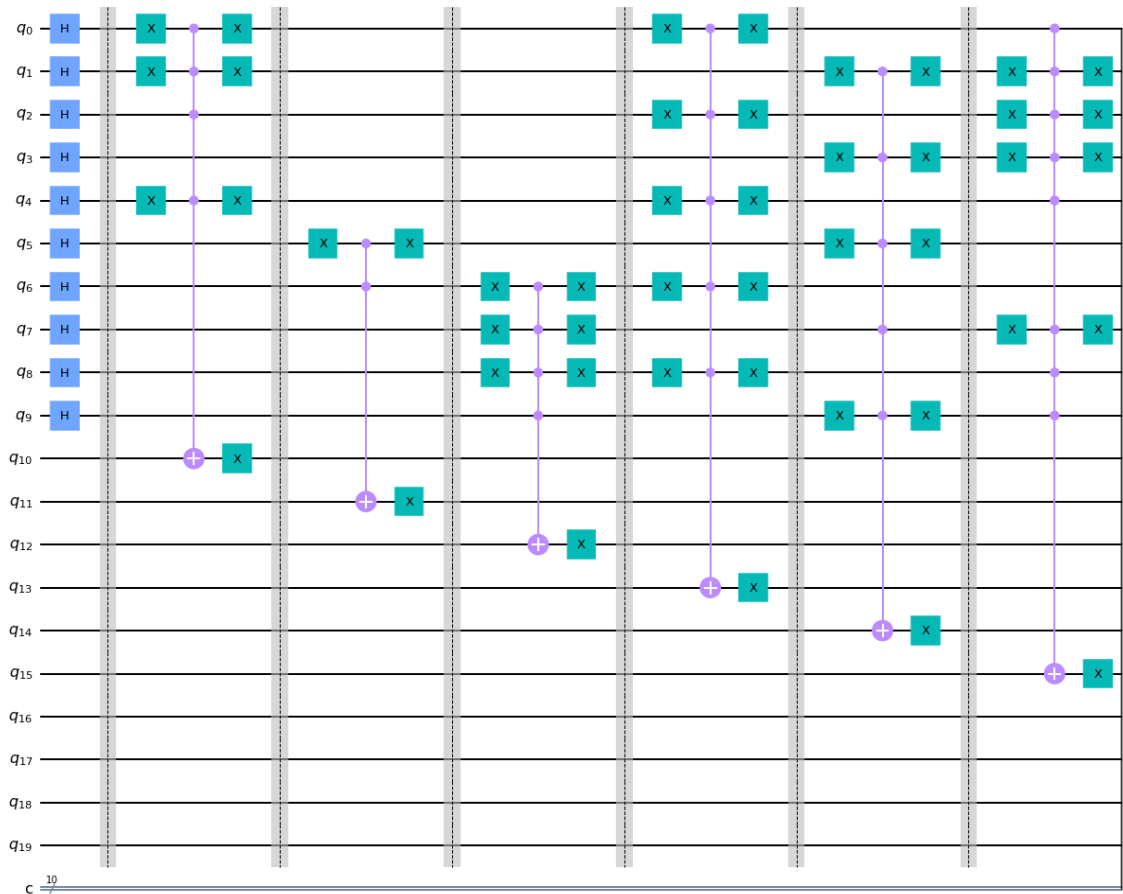 q0 H X X X X
q1 H X X X X X X
q2 H X X X X
q3 H X X X X
q4 H X X X X
q5 H X X X X
q6 H X X X X
q7 H X X X X
q8 H X X X X
q9 H X X
q10 X
q11 X
q12 X
q13 X
q14 X
q15 X
q16
q17
q18
q19
10
c